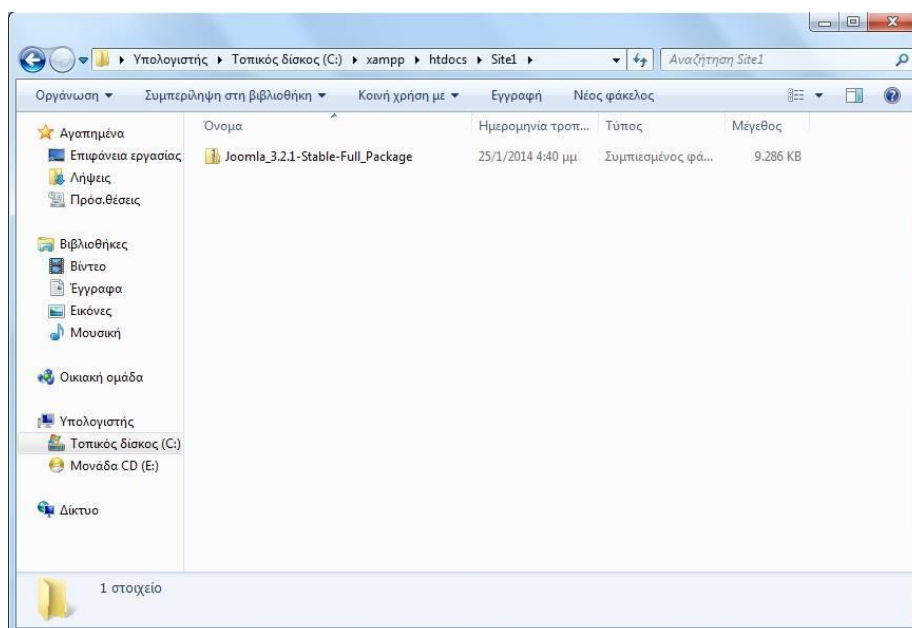 Υπολογιστής Τοπικός δίσκος (C:) xampp htdocs Site1 Αναζήτηση Site1
Οργάνωση Συμπερίληψη στη βιβλιοθήκη Κοινή χρήση με Εγγραφή Νέος φάκελος
Όνομα Ημερομηνία τροπ... Τύπος Μέγεθος
Joomla_3.2.1-Stable-Full_Package 25/1/2014 4:40 μμ Συμπιεσμένος φά... 9.286 KB
Αγαπημένα
Επιφάνεια εργασίας
Λήψεις
Πρόσ.θέσεις
Βιβλιοθήκες
Βίντεο
Έγγραφα
Εικόνες
Μουσική
Οικιακή ομάδα
Υπολογιστής
Τοπικός δίσκος (C:)
Μονάδα CD (E:)
Δίκτυο
1 στοιχείο